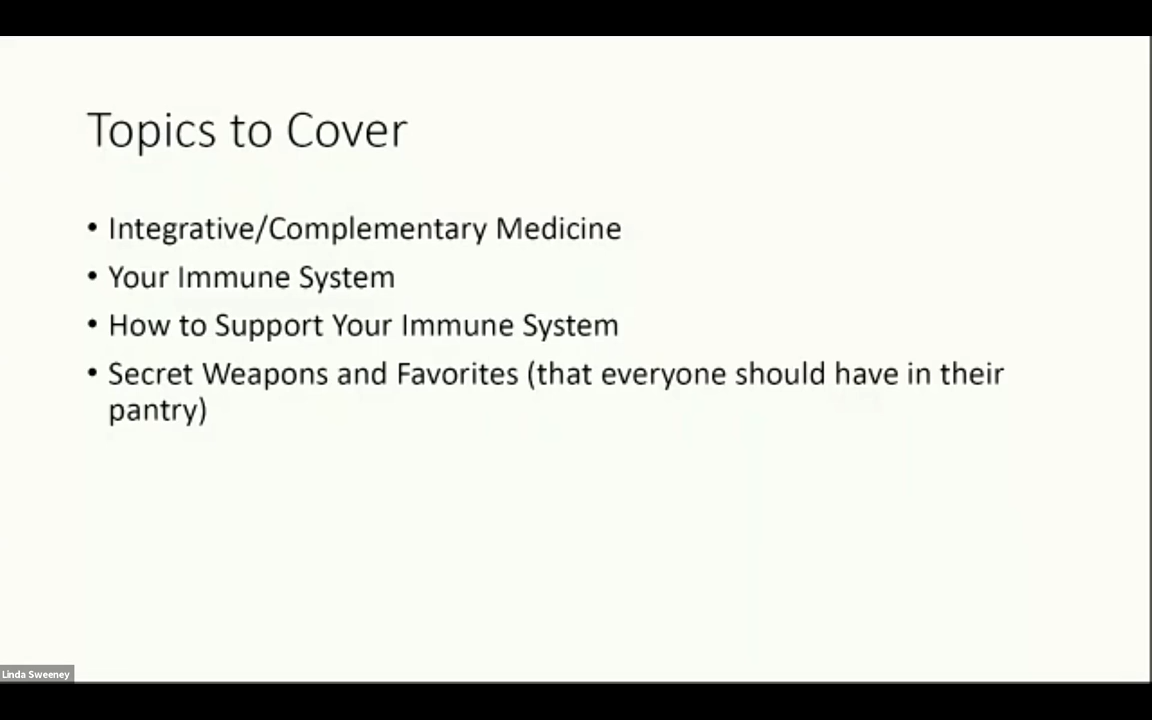 Topics to Cover
• Integrative/Complementary Medicine
• Your Immune System
• How to Support Your Immune System
• Secret Weapons and Favorites (that everyone should have in their
pantry)
Linda Sweeney